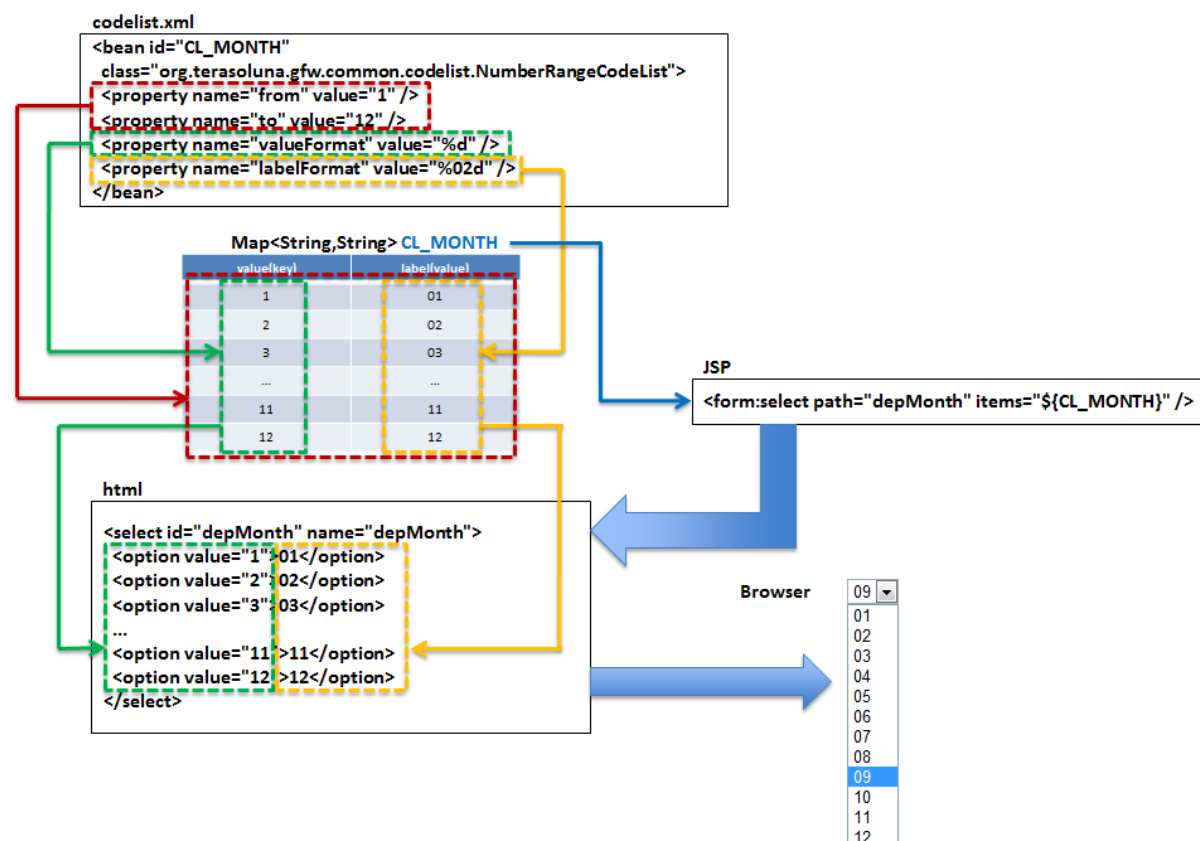 codelist.xml
<bean id="CL_MONTH"
class="org.terasoluna.gfw.common.codelist.NumberRangeCodeList">
<property name="from" value="1" />
<property name="to" value="12" />
<property name="valueFormat" value="%d" />
<property name="labelFormat" value="%02d" />
</bean>
Map<String,String> CL_MONTH
value(key) label(value)
1 01
2 02
3 03
... ...
11 11
12 12
JSP
<form:select path="depMonth" items="${CL_MONTH}" />
html
<select id="depMonth" name="depMonth">
<option value="1">01</option>
<option value="2">02</option>
<option value="3">03</option>
...
<option value="11">11</option>
<option value="12">12</option>
</select>
Browser
09
01
02
03
04
05
06
07
08
09
10
11
12